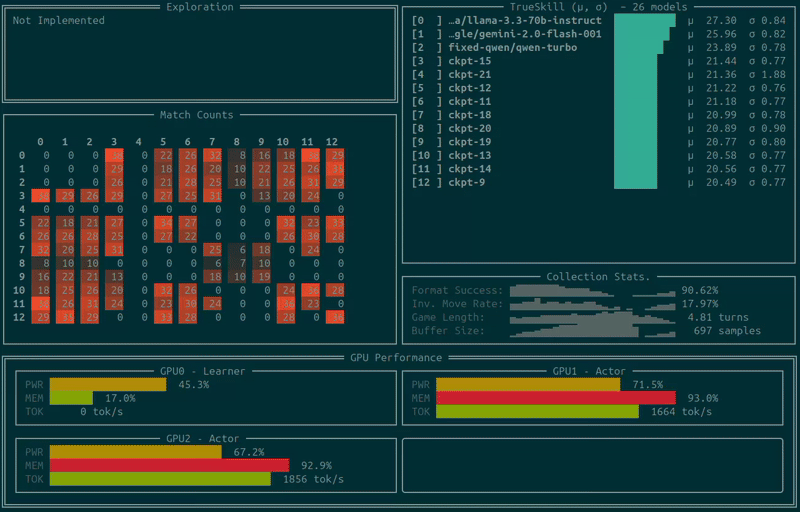 Exploration
Not Implemented
TrueSkill (μ, σ) - 26 models
[0 ] …a/llama-3.3-70b-instruct μ 27.30 σ 0.84
[1 ] …gle/gemini-2.0-flash-001 μ 25.96 σ 0.82
[2 ] fixed-qwen/qwen-turbo μ 23.89 σ 0.78
[3 ] ckpt-15 μ 21.44 σ 0.77
[4 ] ckpt-21 μ 21.36 σ 1.88
[5 ] ckpt-12 μ 21.22 σ 0.76
[6 ] ckpt-11 μ 21.18 σ 0.77
[7 ] ckpt-18 μ 20.99 σ 0.78
[8 ] ckpt-20 μ 20.89 σ 0.90
[9 ] ckpt-19 μ 20.77 σ 0.80
[10 ] ckpt-13 μ 20.58 σ 0.77
[11 ] ckpt-14 μ 20.56 σ 0.77
[12 ] ckpt-9 μ 20.49 σ 0.77
Match Counts
0 1 2 3 4 5 6 7 8 9 10 11 12
0 0 0 0 0 22 26 32 8 16 18 29
1 0 0 0 29 0 18 26 20 10 22 25 26
2 0 0 0 26 0 21 28 25 10 21 26 31 29
3 29 26 29 0 27 25 31 0 13 20 24 0
4 0 0 0 0 0 0 0 0 0 0 0 0 0
5 22 18 21 27 0 34 27 0 0 0 32 23 33
6 26 26 28 25 0 27 22 0 0 0 26 30 28
7 32 20 25 31 0 0 0 25 6 18 0 24 0
8 8 10 10 0 0 0 0 6 7 10 0 0 0
9 16 22 21 13 0 0 0 18 10 19 0 0 0
10 18 25 26 20 0 32 26 0 0 0 24 36 28
11 26 31 24 0 23 30 24 0 0 36 23 0
12 29 35 29 0 0 33 28 0 0 0 28 0 36
Collection Stats.
Format Success: 90.62%
Inv. Move Rate: 17.97%
Game Length: 4.81 turns
Buffer Size: 697 samples
GPU Performance
GPU0 - Learner
PWR 45.3%
MEM 17.0%
TOK 0 tok/s
GPU1 - Actor
PWR 71.5%
MEM 93.0%
TOK 1664 tok/s
GPU2 - Actor
PWR 67.2%
MEM 92.9%
TOK 1856 tok/s